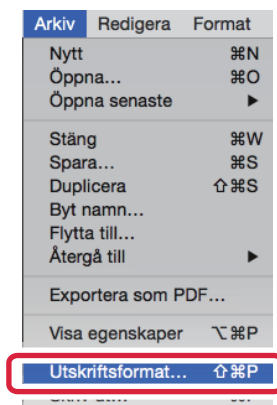 Arkiv Redigera Format
Nytt ⌘N
Öppna... ⌘O
Öppna senaste ▶
Stäng ⌘W
Spara... ⌘S
Duplicera ⇧⌘S
Byt namn...
Flytta till...
Återgå till ▶
Exportera som PDF...
Visa egenskaper ⌥⌘P
Utskriftsformat... ⇧⌘P